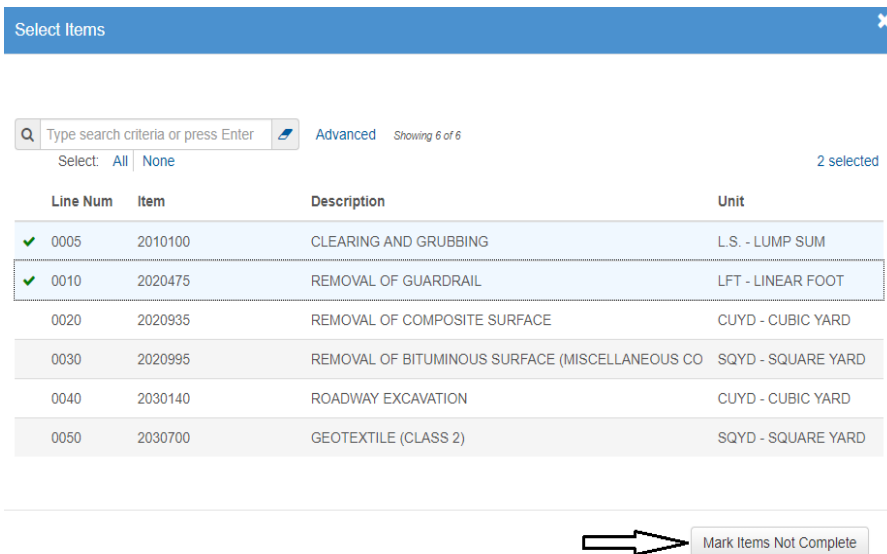 Select Items
Type search criteria or press Enter Advanced Showing 6 of 6
Select: All None 2 selected
Line Num Item Description Unit
0005 2010100 CLEARING AND GRUBBING L.S. - LUMP SUM
0010 2020475 REMOVAL OF GUARDRAIL LFT - LINEAR FOOT
0020 2020935 REMOVAL OF COMPOSITE SURFACE CUYD - CUBIC YARD
0030 2020995 REMOVAL OF BITUMINOUS SURFACE (MISCELLANEOUS CO SQYD - SQUARE YARD
0040 2030140 ROADWAY EXCAVATION CUYD - CUBIC YARD
0050 2030700 GEOTEXTILE (CLASS 2) SQYD - SQUARE YARD
Mark Items Not Complete